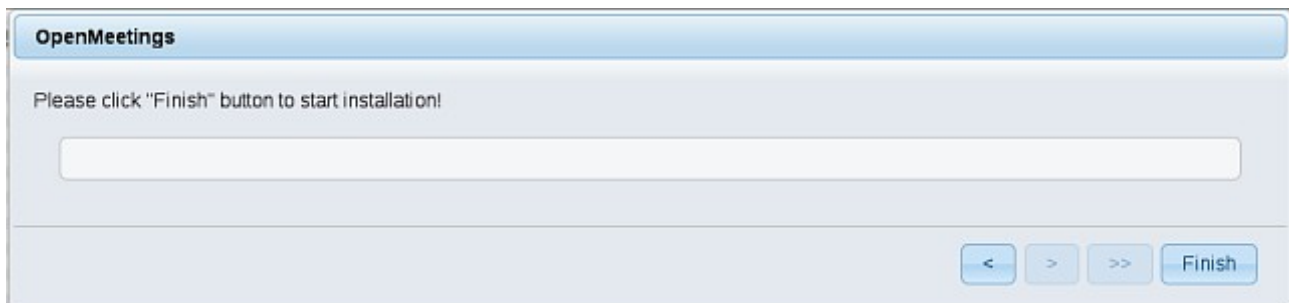 OpenMeetings
Please click "Finish" button to start installation!
< > >> Finish